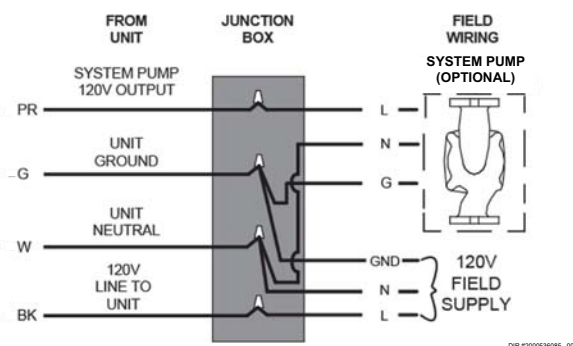 FROM
UNIT
JUNCTION
BOX
FIELD
WIRING
SYSTEM PUMP
120V OUTPUT
SYSTEM PUMP
(OPTIONAL)
PR
L
UNIT
GROUND
N
G
G
UNIT
NEUTRAL
W
GND
120V
LINE TO
UNIT
N
120V
FIELD
SUPPLY
BK
L